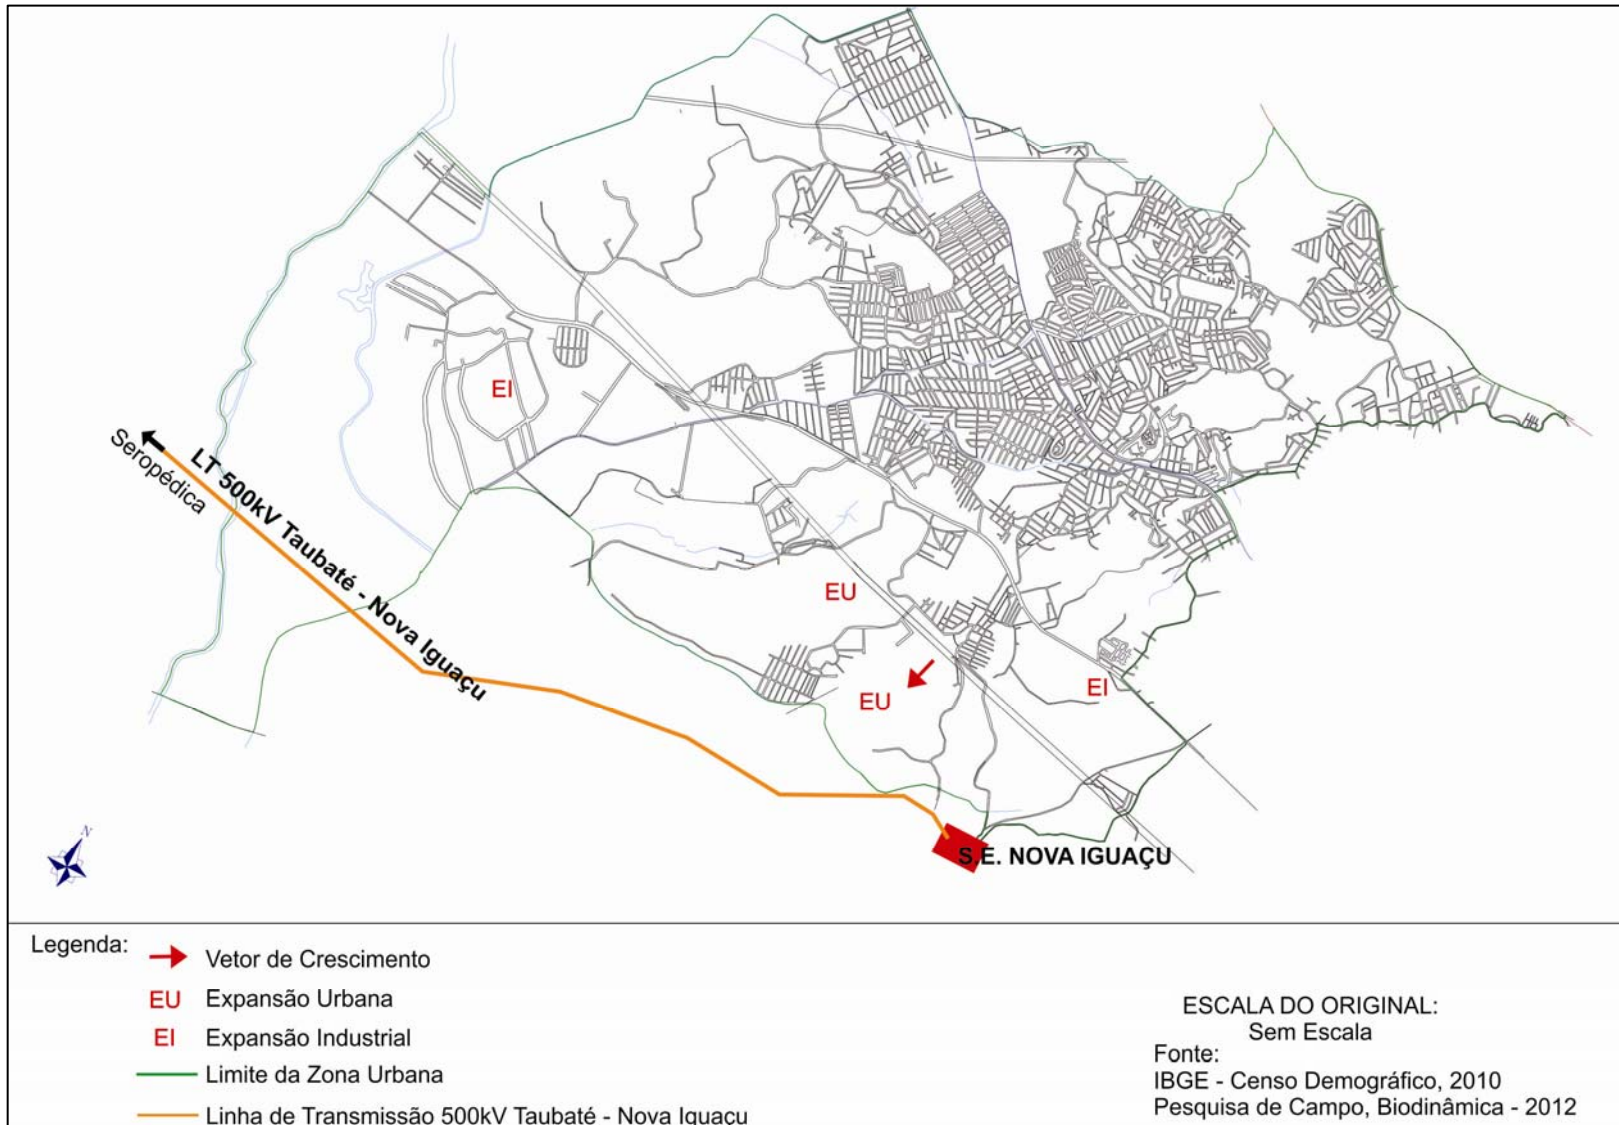 LT 500kV Taubaté - Nova Iguaçu
Seropédica
EI
EU
EU
EI
S.E. NOVA IGUAÇU
N
Legenda:
Vetor de Crescimento
EU Expansão Urbana
EI Expansão Industrial
Limite da Zona Urbana
Linha de Transmissão 500kV Taubaté - Nova Iguaçu
ESCALA DO ORIGINAL:
Sem Escala
Fonte:
IBGE - Censo Demográfico, 2010
Pesquisa de Campo, Biodinâmica - 2012